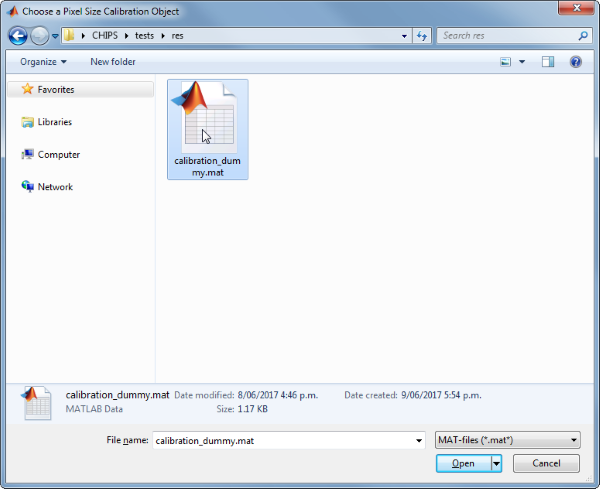 Choose a Pixel Size Calibration Object
CHIPS tests res
Search res
Organize New folder
Favorites
Libraries
Computer
Network
calibration_dum
my.mat
calibration_dummy.mat Date modified: 8/06/2017 4:46 p.m. Date created: 9/06/2017 5:54 p.m.
MATLAB Data Size: 1.17 KB
File name: calibration_dummy.mat MAT-files (*.mat*)
Open Cancel